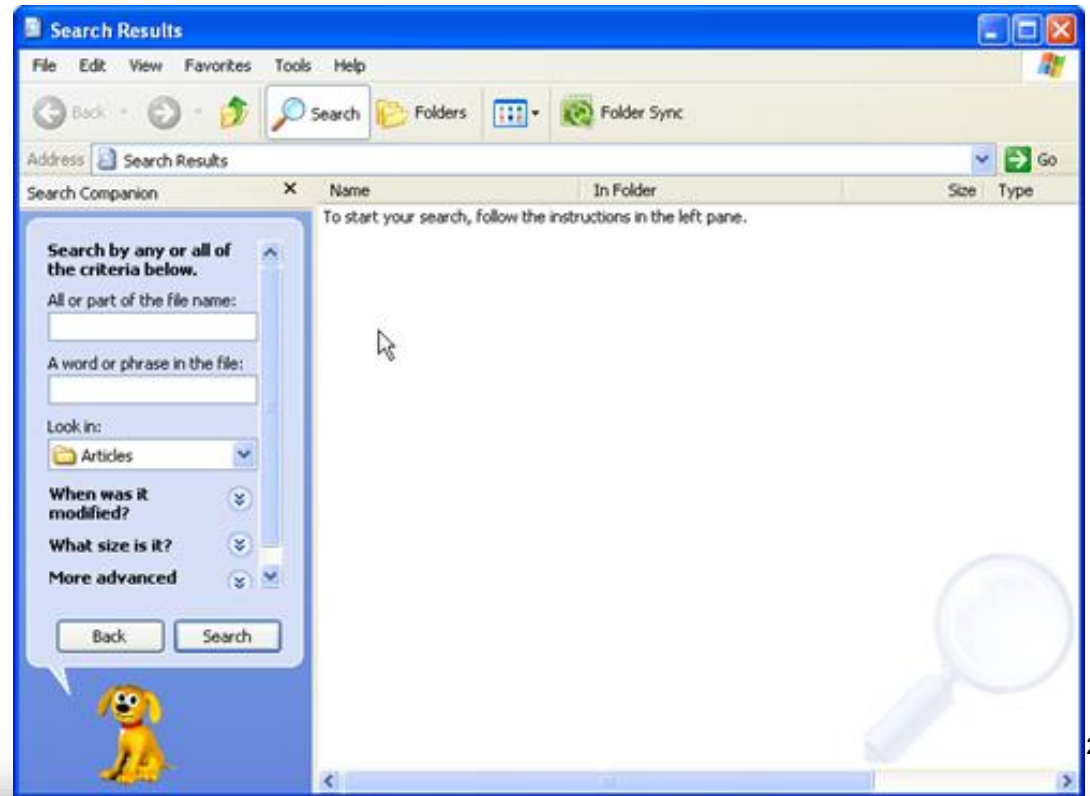 Search Results
File Edit View Favorites Tools Help
Back Search Folders Folder Sync
Address Search Results Go
Search Companion Name In Folder Size Type
To start your search, follow the instructions in the left pane.
Search by any or all of
the criteria below.
All or part of the file name:
A word or phrase in the file:
Look in:
Articles
When was it
modified?
What size is it?
More advanced
Back Search